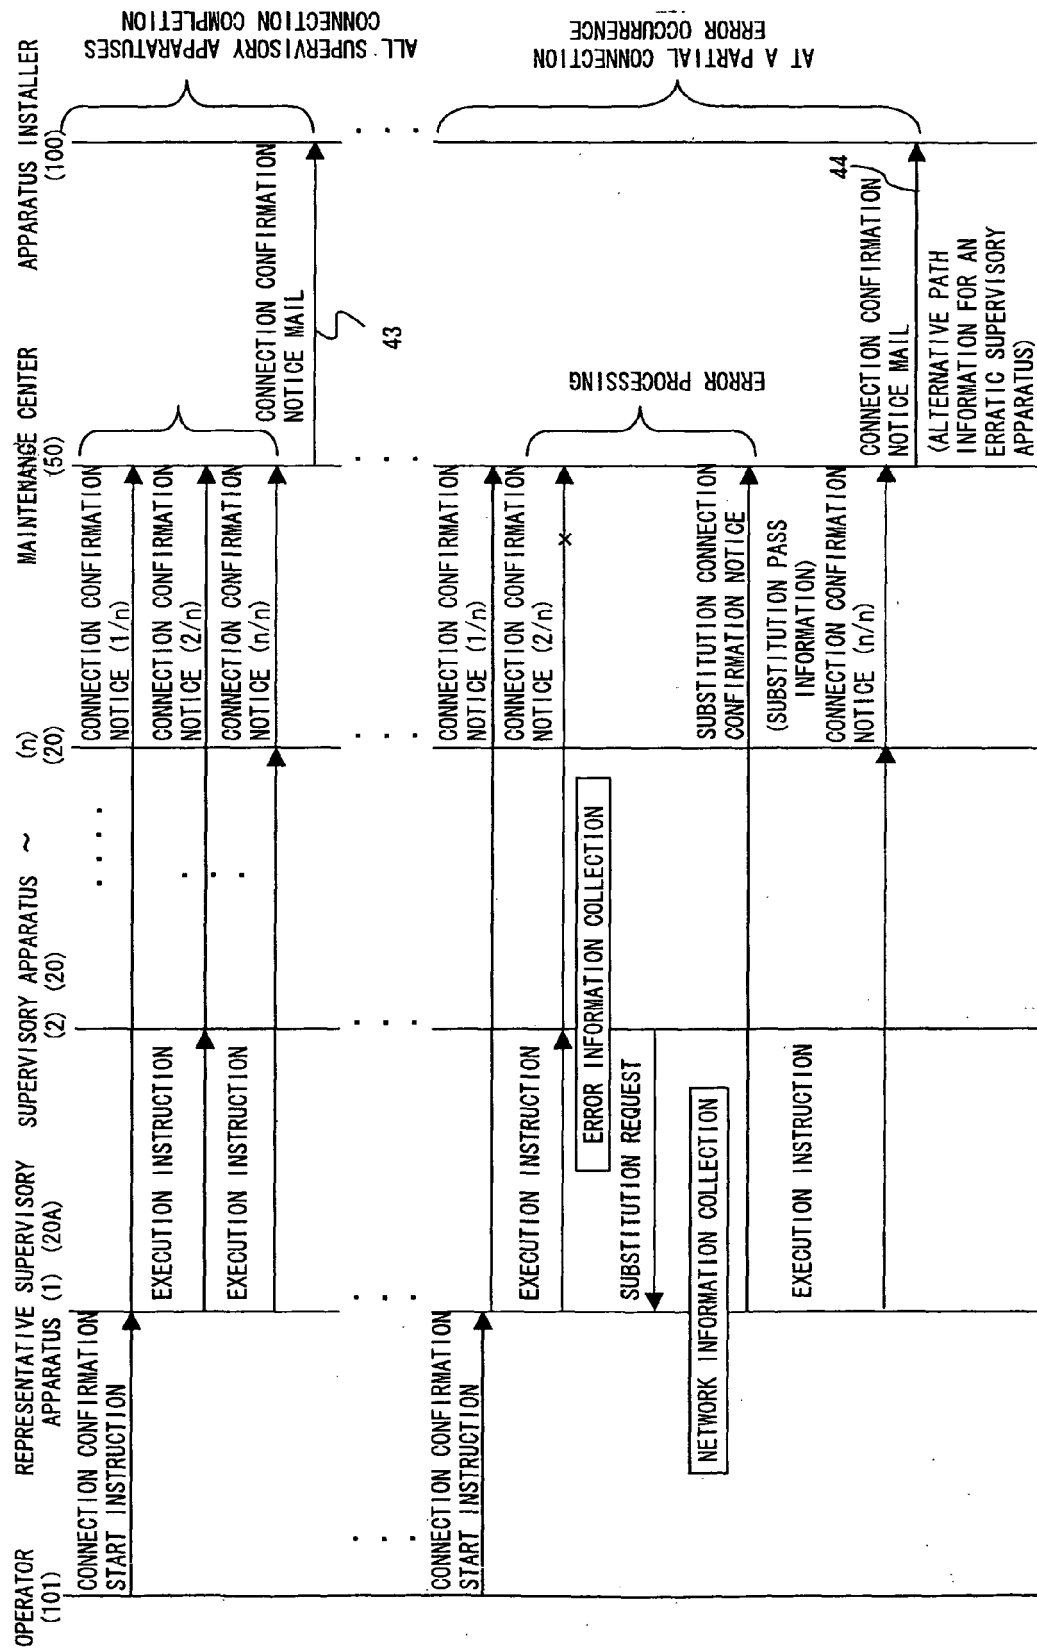 OPERATOR
(101)
REPRESENTATIVE SUPERVISORY
APPARATUS (1) (20A)
SUPERVISORY APPARATUS ~
(2) (20)
(n)
(20)
MAINTENANCE CENTER
(50)
APPARATUS INSTALLER
(100)
CONNECTION CONFIRMATION
START INSTRUCTION
EXECUTION INSTRUCTION
EXECUTION INSTRUCTION
CONNECTION CONFIRMATION
NOTICE (1/n)
CONNECTION CONFIRMATION
NOTICE (2/n)
CONNECTION CONFIRMATION
NOTICE (n/n)
CONNECTION CONFIRMATION
NOTICE MAIL
43
ALL SUPERVISORY APPARATUSES
CONNECTION COMPLETION
CONNECTION CONFIRMATION
START INSTRUCTION
EXECUTION INSTRUCTION
ERROR INFORMATION COLLECTION
SUBSTITUTION REQUEST
NETWORK INFORMATION COLLECTION
EXECUTION INSTRUCTION
CONNECTION CONFIRMATION
NOTICE (1/n)
CONNECTION CONFIRMATION
NOTICE (2/n)
×
SUBSTITUTION CONNECTION
CONFIRMATION NOTICE
(SUBSTITUTION PASS
INFORMATION)
CONNECTION CONFIRMATION
NOTICE (n/n)
ERROR PROCESSING
CONNECTION CONFIRMATION
NOTICE MAIL
44
(ALTERNATIVE PATH
INFORMATION FOR AN
ERRATIC SUPERVISORY
APPARATUS)
AT A PARTIAL CONNECTION
ERROR OCCURRENCE